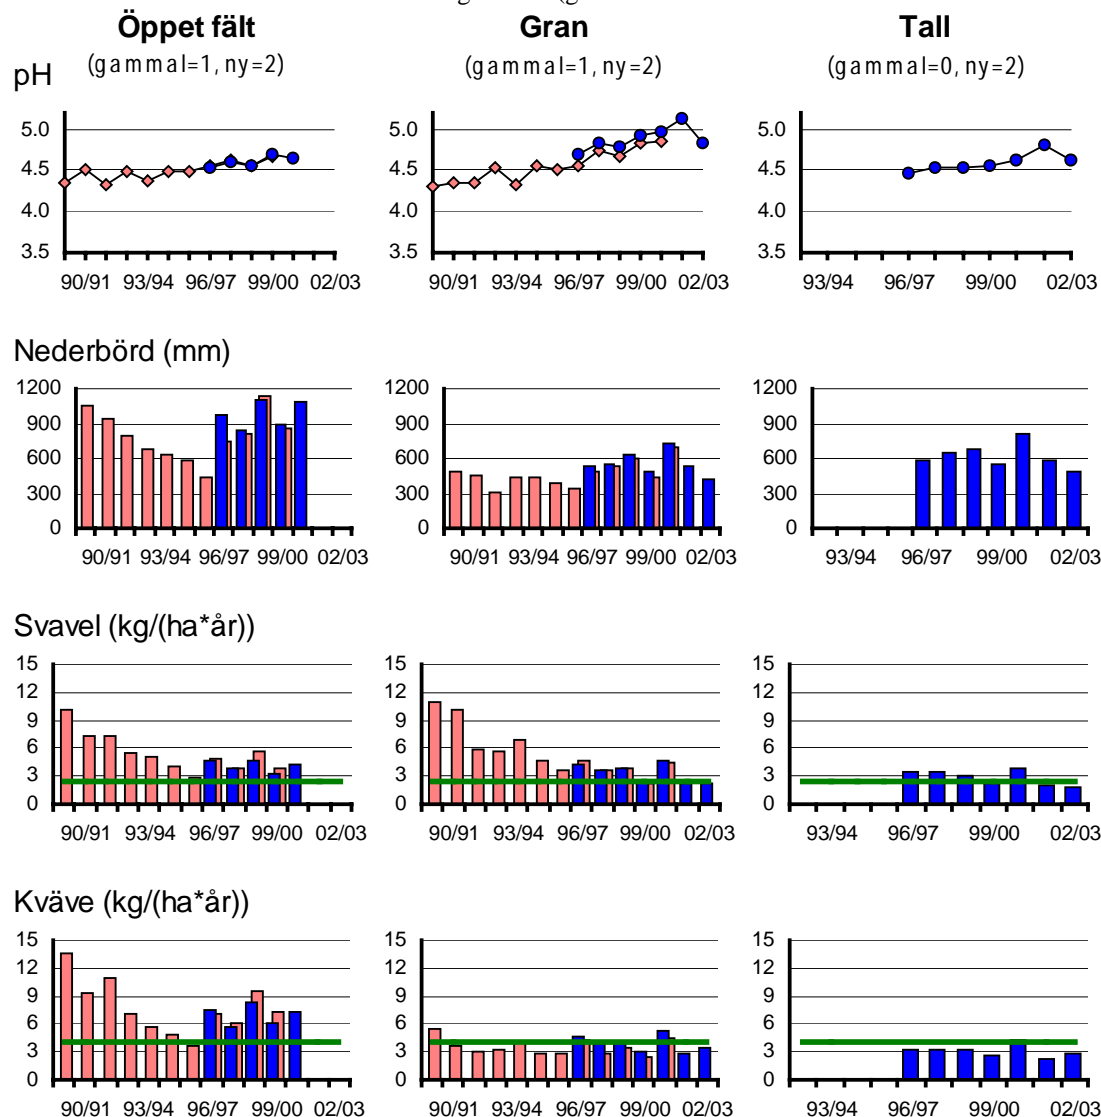 Öppet fält Gran Tall
(gammal=1, ny=2) (gammal=1, ny=2) (gammal=0, ny=2)
pH
5.0 5.0 5.0
4.5 4.5 4.5
4.0 4.0 4.0
3.5 3.5 3.5
90/91 93/94 96/97 99/00 02/03 90/91 93/94 96/97 99/00 02/03 93/94 96/97 99/00 02/03
Nederbörd (mm)
1200 1200 1200
900 900 900
600 600 600
300 300 300
0 0 0
90/91 93/94 96/97 99/00 02/03 90/91 93/94 96/97 99/00 02/03 93/94 96/97 99/00 02/03
Svavel (kg/(ha*år))
15 15 15
12 12 12
9 9 9
6 6 6
3 3 3
0 0 0
90/91 93/94 96/97 99/00 02/03 90/91 93/94 96/97 99/00 02/03 93/94 96/97 99/00 02/03
Kväve (kg/(ha*år))
15 15 15
12 12 12
9 9 9
6 6 6
3 3 3
0 0 0
90/91 93/94 96/97 99/00 02/03 90/91 93/94 96/97 99/00 02/03 93/94 96/97 99/00 02/03